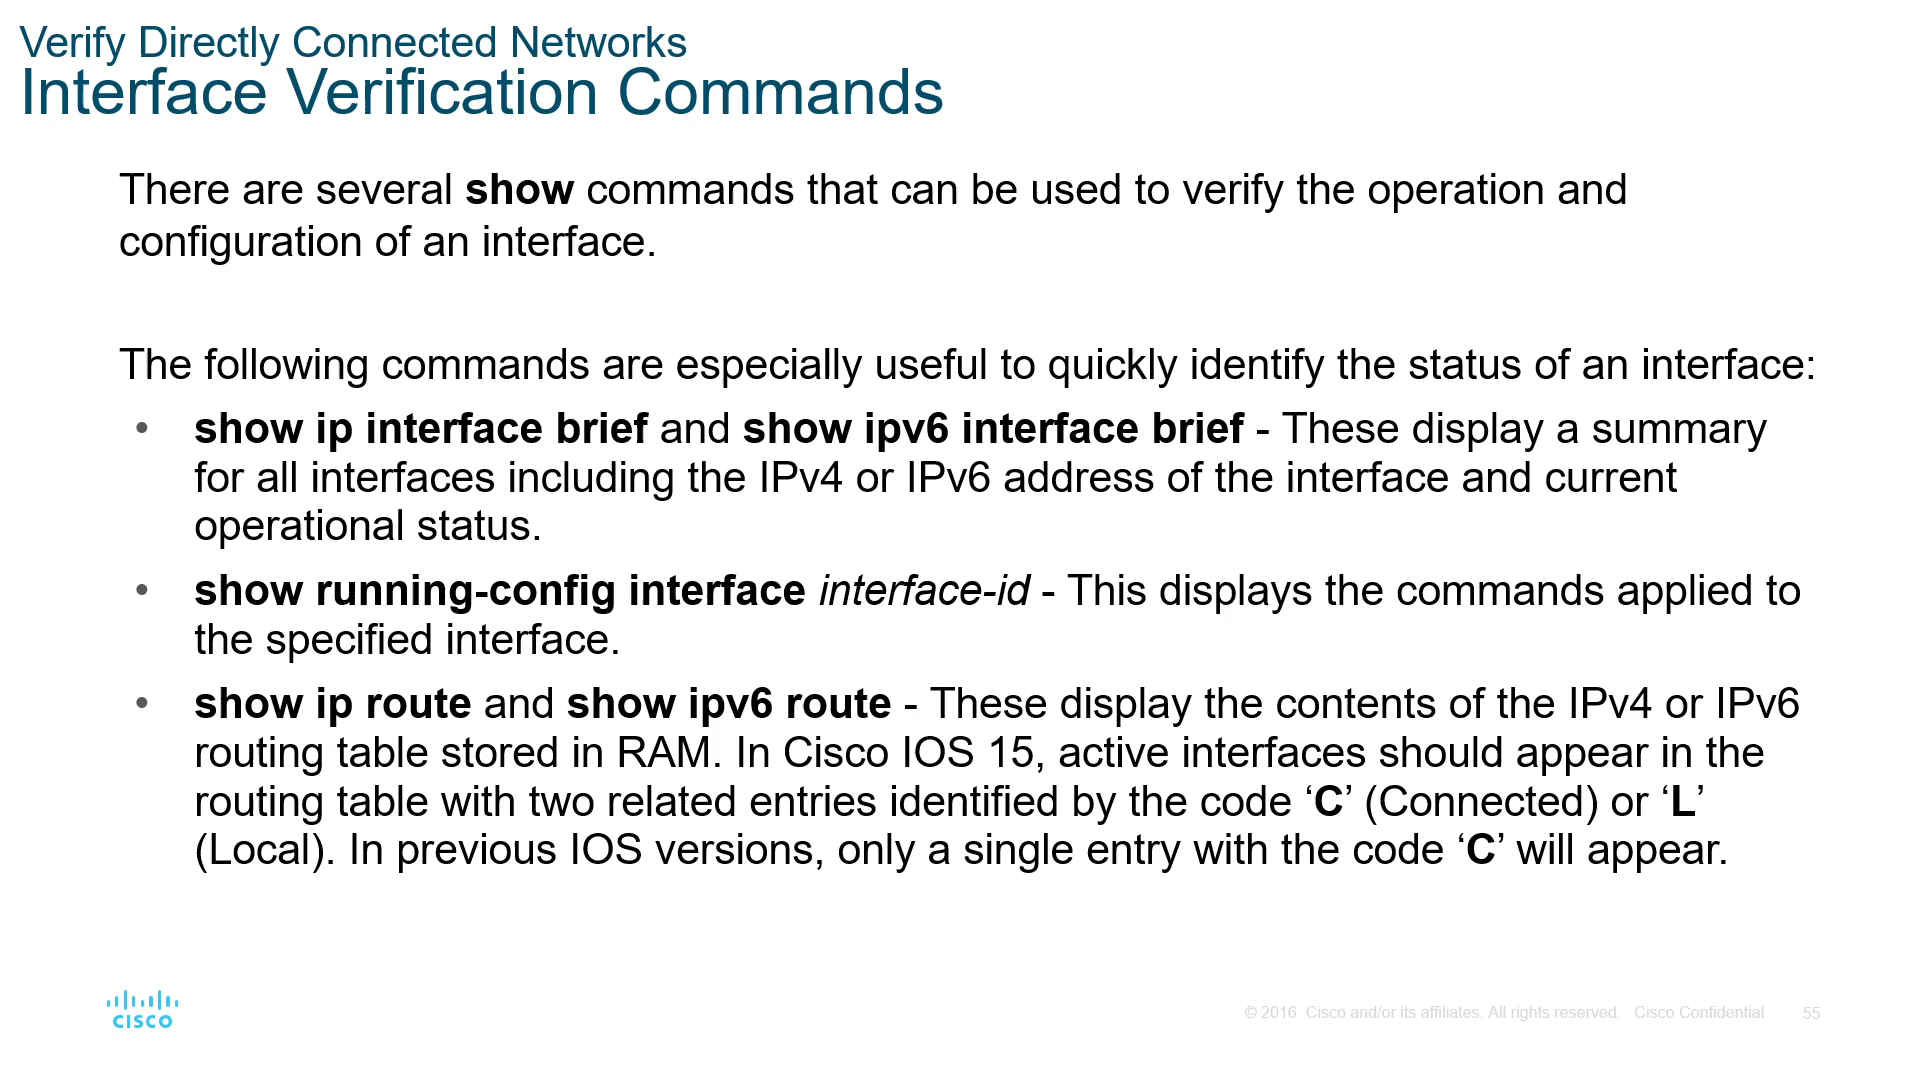 Verify Directly Connected Networks
Interface Verification Commands
There are several show commands that can be used to verify the operation and
configuration of an interface.
The following commands are especially useful to quickly identify the status of an interface:
• show ip interface brief and show ipv6 interface brief - These display a summary
for all interfaces including the IPv4 or IPv6 address of the interface and current
operational status.
• show running-config interface interface-id - This displays the commands applied to
the specified interface.
• show ip route and show ipv6 route - These display the contents of the IPv4 or IPv6
routing table stored in RAM. In Cisco IOS 15, active interfaces should appear in the
routing table with two related entries identified by the code ‘C’ (Connected) or ‘L’
(Local). In previous IOS versions, only a single entry with the code ‘C’ will appear.
CISCO
© 2016 Cisco and/or its affiliates. All rights reserved. Cisco Confidential 55